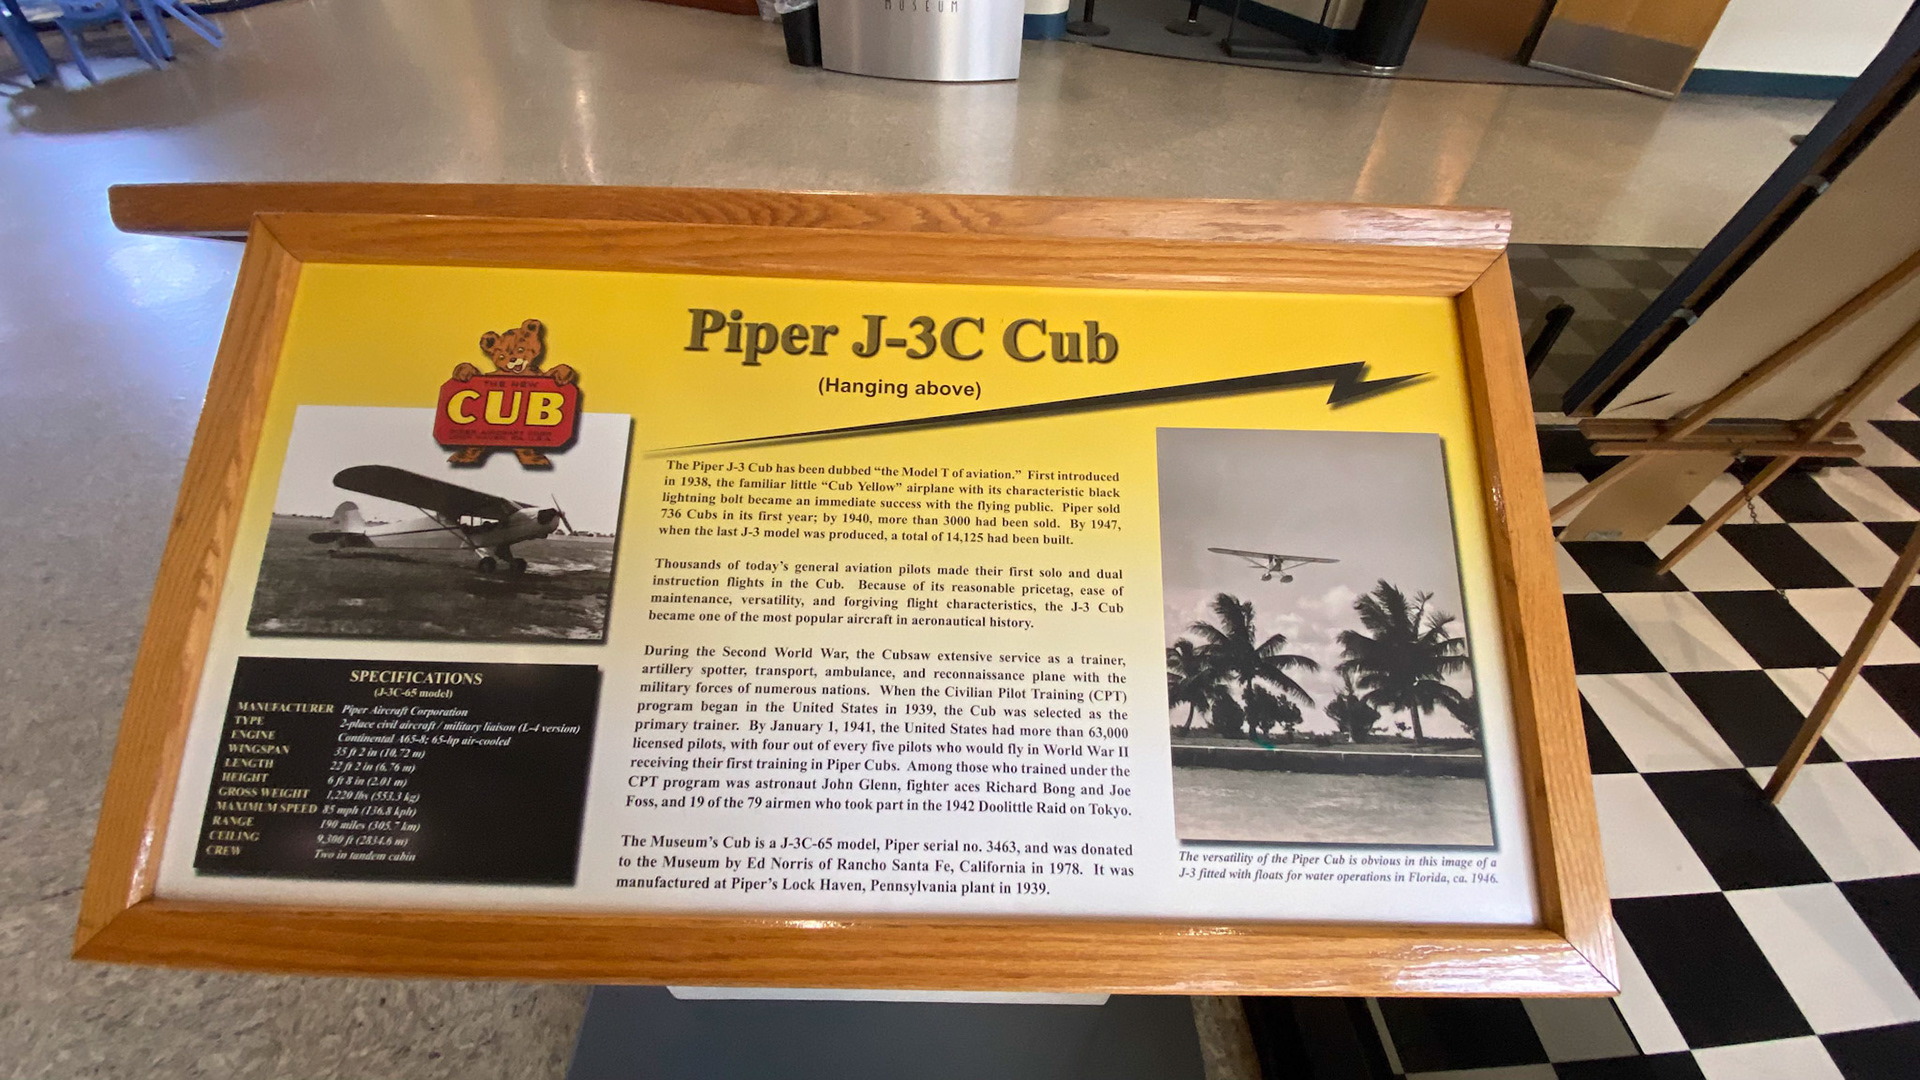 MUSEUM
Piper J-3C Cub
(Hanging above)
THE NEW
CUB
PIPER AIRCRAFT CORP.
LOCK HAVEN, PA. U.S.A.
The Piper J-3 Cub has been dubbed “the Model T of aviation.” First introduced
in 1938, the familiar little “Cub Yellow” airplane with its characteristic black
lightning bolt became an immediate success with the flying public. Piper sold
736 Cubs in its first year; by 1940, more than 3000 had been sold. By 1947,
when the last J-3 model was produced, a total of 14,125 had been built.
Thousands of today’s general aviation pilots made their first solo and dual
instruction flights in the Cub. Because of its reasonable pricetag, ease of
maintenance, versatility, and forgiving flight characteristics, the J-3 Cub
became one of the most popular aircraft in aeronautical history.
During the Second World War, the Cubsaw extensive service as a trainer,
artillery spotter, transport, ambulance, and reconnaissance plane with the
military forces of numerous nations. When the Civilian Pilot Training (CPT)
program began in the United States in 1939, the Cub was selected as the
primary trainer. By January 1, 1941, the United States had more than 63,000
licensed pilots, with four out of every five pilots who would fly in World War II
receiving their first training in Piper Cubs. Among those who trained under the
CPT program was astronaut John Glenn, fighter aces Richard Bong and Joe
Foss, and 19 of the 79 airmen who took part in the 1942 Doolittle Raid on Tokyo.
The Museum’s Cub is a J-3C-65 model, Piper serial no. 3463, and was donated
to the Museum by Ed Norris of Rancho Santa Fe, California in 1978. It was
manufactured at Piper’s Lock Haven, Pennsylvania plant in 1939.
SPECIFICATIONS
(J-3C-65 model)
MANUFACTURER Piper Aircraft Corporation
TYPE 2-place civil aircraft / military liaison (L-4 version)
ENGINE Continental A65-8; 65-hp air-cooled
WINGSPAN 35 ft 2 in (10.72 m)
LENGTH 22 ft 2 in (6.76 m)
HEIGHT 6 ft 8 in (2.01 m)
GROSS WEIGHT 1,220 lbs (553.3 kg)
MAXIMUM SPEED 85 mph (136.8 kph)
RANGE 190 miles (305.7 km)
CEILING 9,300 ft (2834.6 m)
CREW Two in tandem cabin
The versatility of the Piper Cub is obvious in this image of a
J-3 fitted with floats for water operations in Florida, ca. 1946.